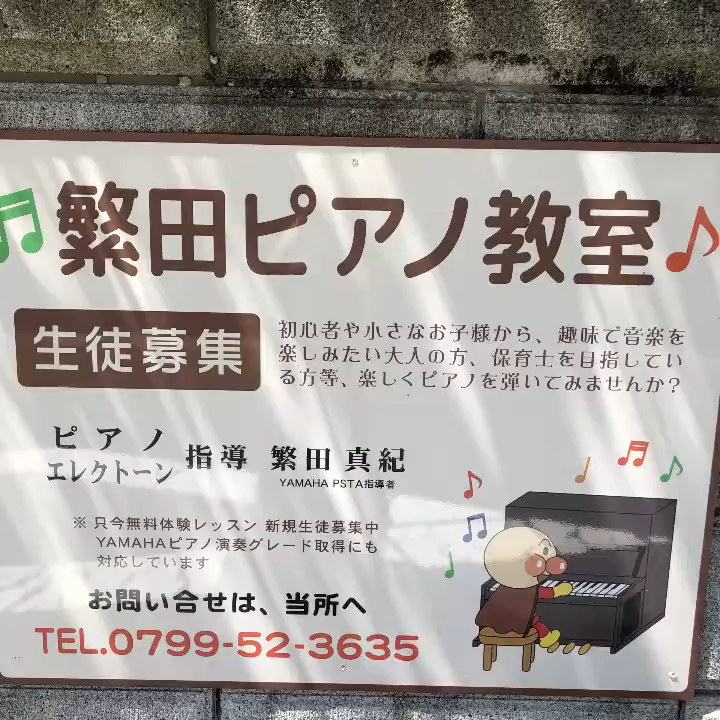 繁田ピアノ教室
生徒募集
初心者や小さなお子様から、趣味で音楽を
楽しみたい大人の方、保育士を目指してい
る方等、楽しくピアノを弾いてみませんか?
ピアノ
エレクトーン
指導 繁田 真紀
YAMAHA PSTA指導者
※ 只今無料体験レッスン 新規生徒募集中
YAMAHAピアノ演奏グレード取得にも
対応しています
お問い合せは、当所へ
TEL.0799-52-3635